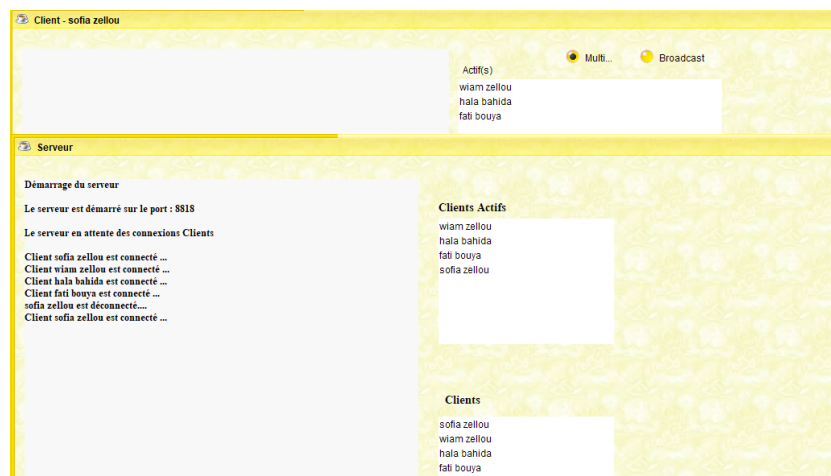 Client - sofia zellou
Multi... Broadcast
Actif(s)
wiam zellou
hala bahida
fati bouya
Serveur
Démarrage du serveur
Le serveur est démarré sur le port : 8818
Le serveur en attente des connexions Clients
Client sofia zellou est connecté ...
Client wiam zellou est connecté ...
Client hala bahida est connecté ...
Client fati bouya est connecté ...
sofia zellou est déconnecté....
Client sofia zellou est connecté ...
Clients Actifs
wiam zellou
hala bahida
fati bouya
sofia zellou
Clients
sofia zellou
wiam zellou
hala bahida
fati bouya